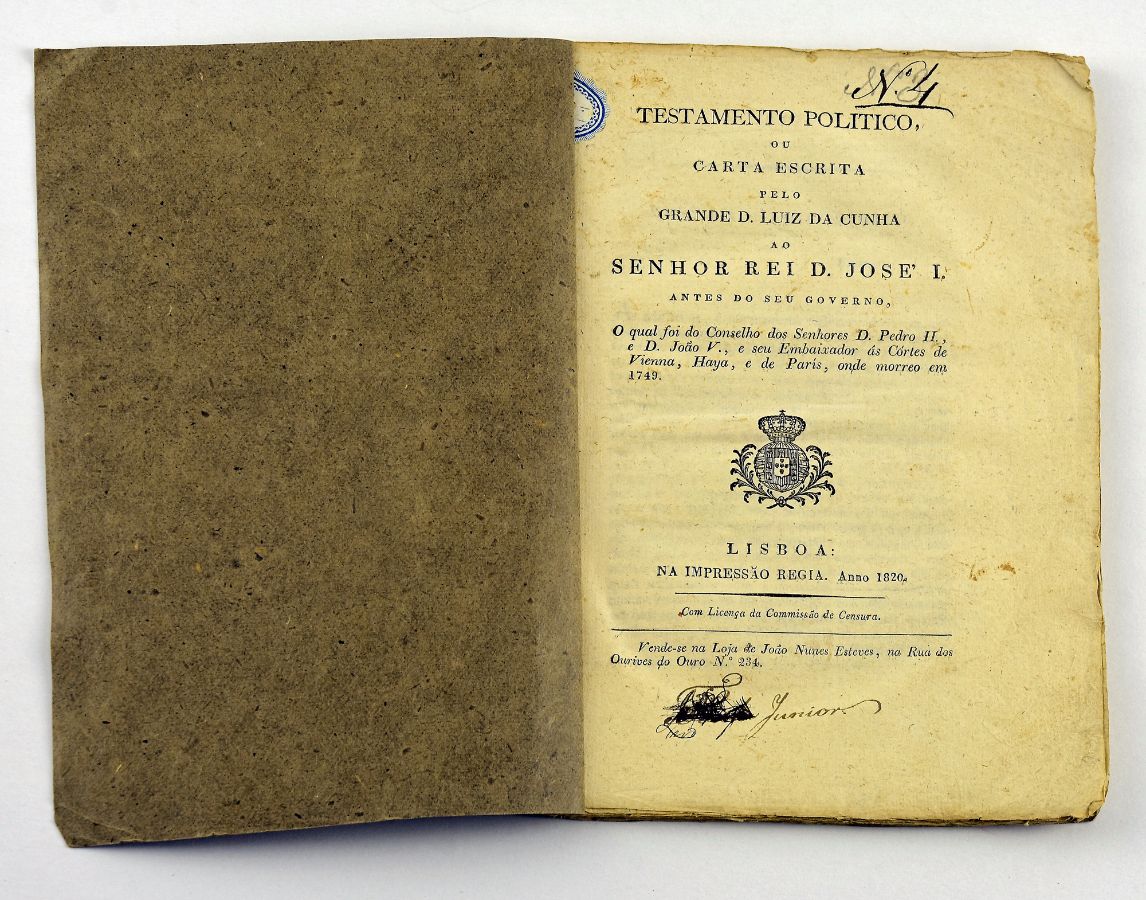 N.º 4
TESTAMENTO POLITICO,
OU
CARTA ESCRITA
PELO
GRANDE D. LUIZ DA CUNHA
AO
SENHOR REI D. JOSE' I.
ANTES DO SEU GOVERNO,
O qual foi do Conselho dos Senhores D. Pedro II.,
e D. João V., e seu Embaixador ás Córtes de
Vienna, Haya, e de París, onde morreo em
1749.
LISBOA:
NA IMPRESSÃO REGIA. Anno 1820.
Com Licença da Commissão de Censura.
Vende-se na Loja de João Nunes Esteves, na Rua dos
Ourives do Ouro N.º 234.
Junior